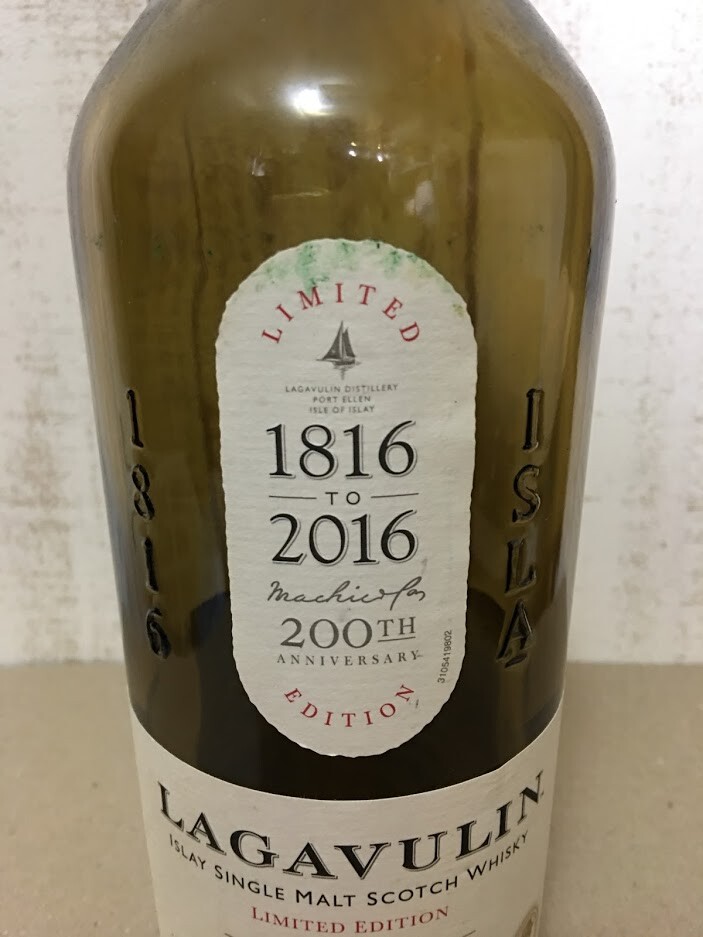 LIMITED
LAGAVULIN DISTILLERY
PORT ELLEN
ISLE OF ISLAY
1816
TO
2016
200TH
ANNIVERSARY
3105419802
EDITION
1816
ISLA
LAGAVULIN
ISLAY SINGLE MALT SCOTCH WHISKY
LIMITED EDITION